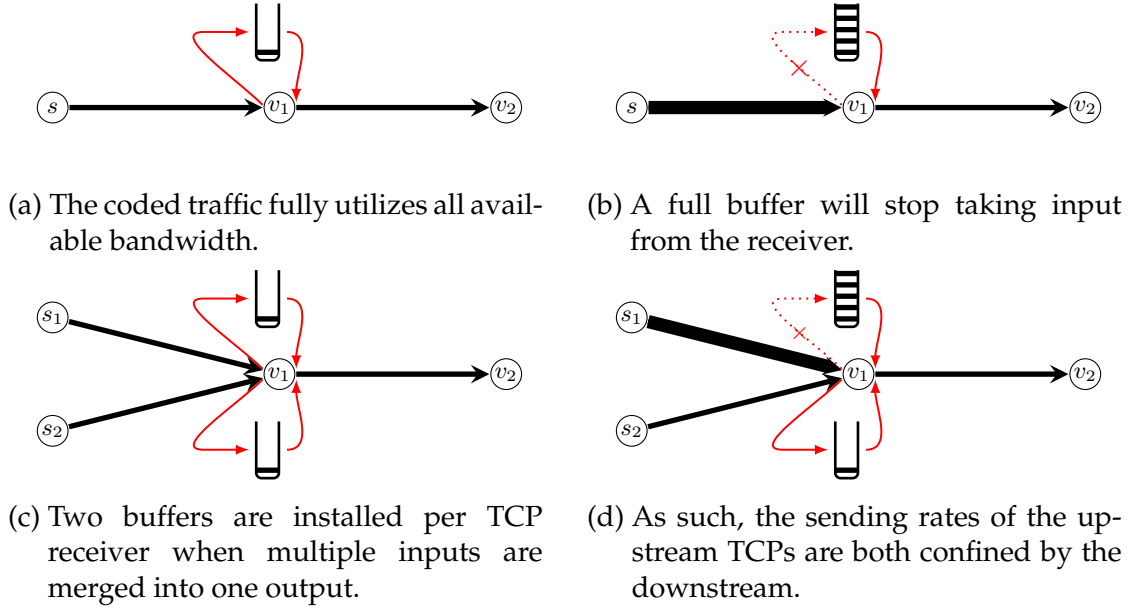 s v₁ v₂
s v₁ v₂
(a) The coded traffic fully utilizes all avail-
able bandwidth.
(b) A full buffer will stop taking input
from the receiver.
s₁
s₂
v₁ v₂
s₁
s₂
v₁ v₂
(c) Two buffers are installed per TCP
receiver when multiple inputs are
merged into one output.
(d) As such, the sending rates of the up-
stream TCPs are both confined by the
downstream.